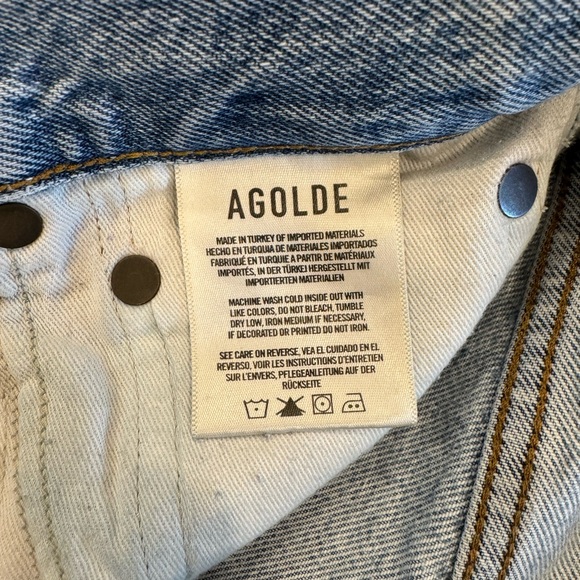 AGOLDE
MADE IN TURKEY OF IMPORTED MATERIALS
HECHO EN TURQUIA DE MATERIALES IMPORTADOS
FABRIQUÉ EN TURQUIE A PARTIR DE MATÉRIAUX
IMPORTÉS, IN DER TÜRKEI HERGESTELLT MIT
IMPORTIERTEN MATERIALIEN
MACHINE WASH COLD INSIDE OUT WITH
LIKE COLORS, DO NOT BLEACH, TUMBLE
DRY LOW, IRON MEDIUM IF NECESSARY,
IF DECORATED OR PRINTED DO NOT IRON.
SEE CARE ON REVERSE, VEA EL CUIDADO EN EL
REVERSO, VOIR LES INSTRUCTIONS D'ENTRETIEN
SUR L'ENVERS, PFLEGEANLEITUNG AUF DER
RÜCKSEITE